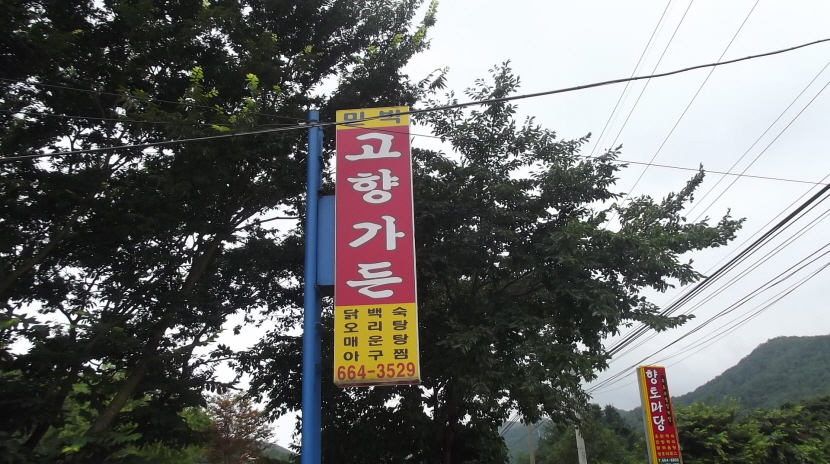 민박
고향가든
닭백숙
오리탕
매운탕
아구찜
664-3529
향토마당